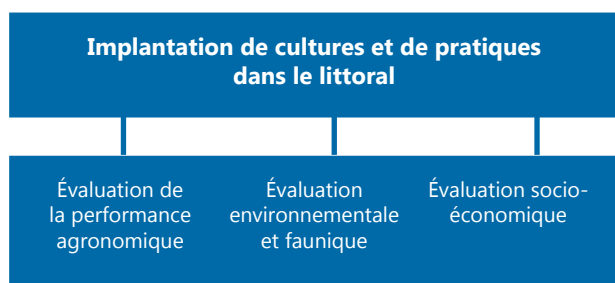 Implantation de cultures et de pratiques
dans le littoral
Évaluation de
la performance
agronomique
Évaluation
environnementale
et faunique
Évaluation socio-
économique